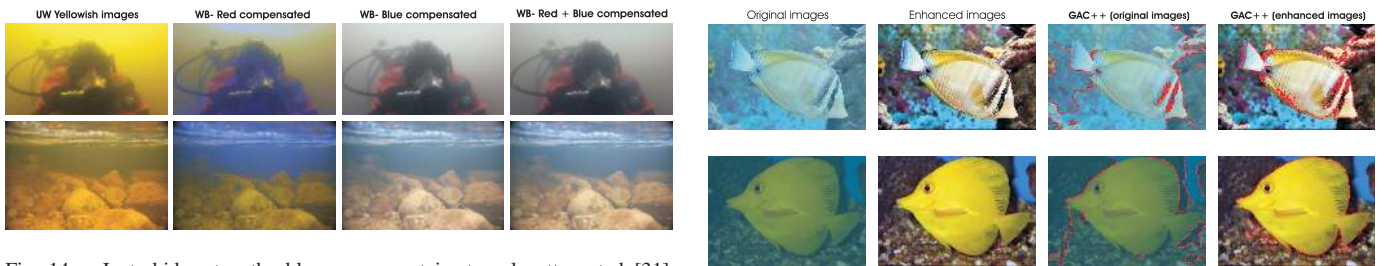 UW Yellowish images
WB- Red compensated
WB- Blue compensated
WB- Red + Blue compensated
Original images
Enhanced images
GAC++ (original images)
GAC++ (enhanced images)